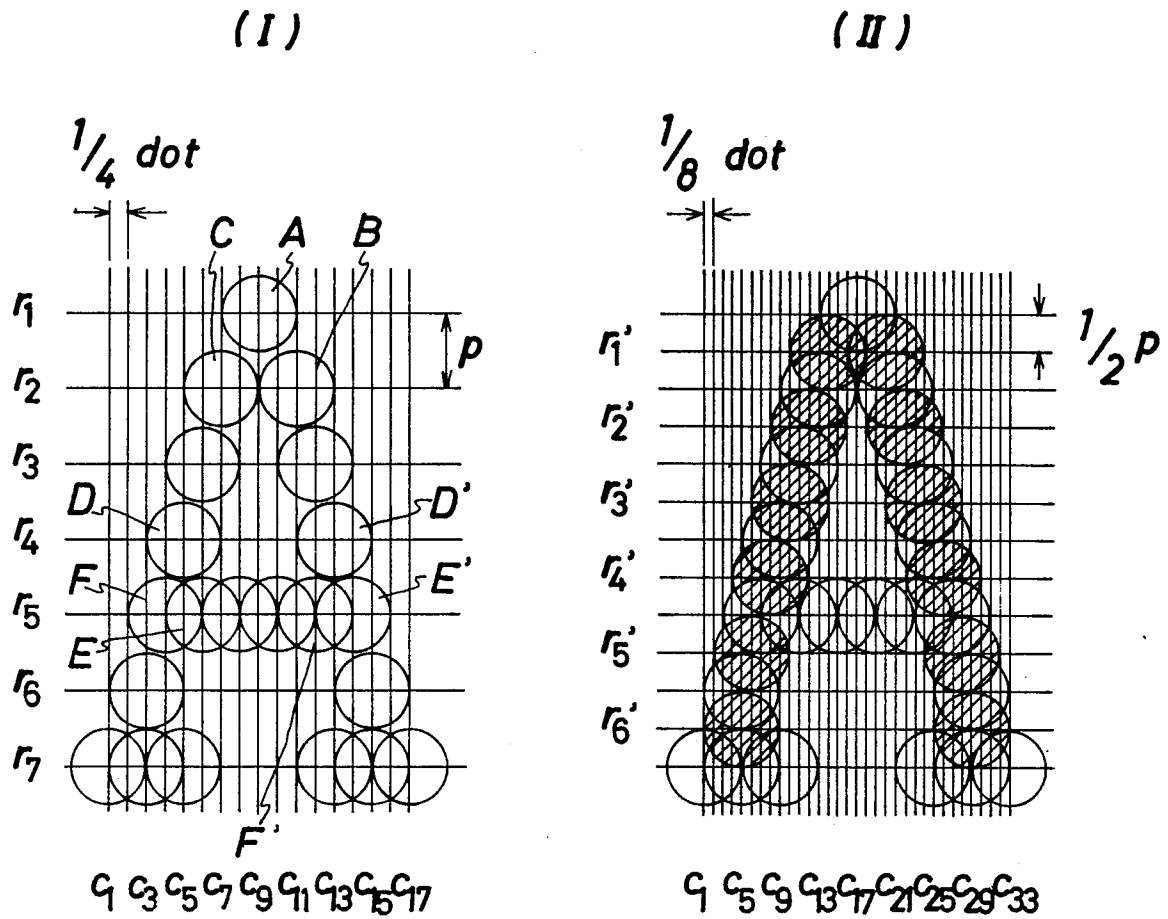 (I)
(II)
1/4 dot
1/8 dot
C A B
r1
p
r2
r3
D D'
r4
F E'
r5
E
r6
r7
F'
c1 c3 c5 c7 c9 c11 c13 c15 c17
1/2 p
r1'
r2'
r3'
r4'
r5'
r6'
c1 c5 c9 c13 c17 c21 c25 c29 c33